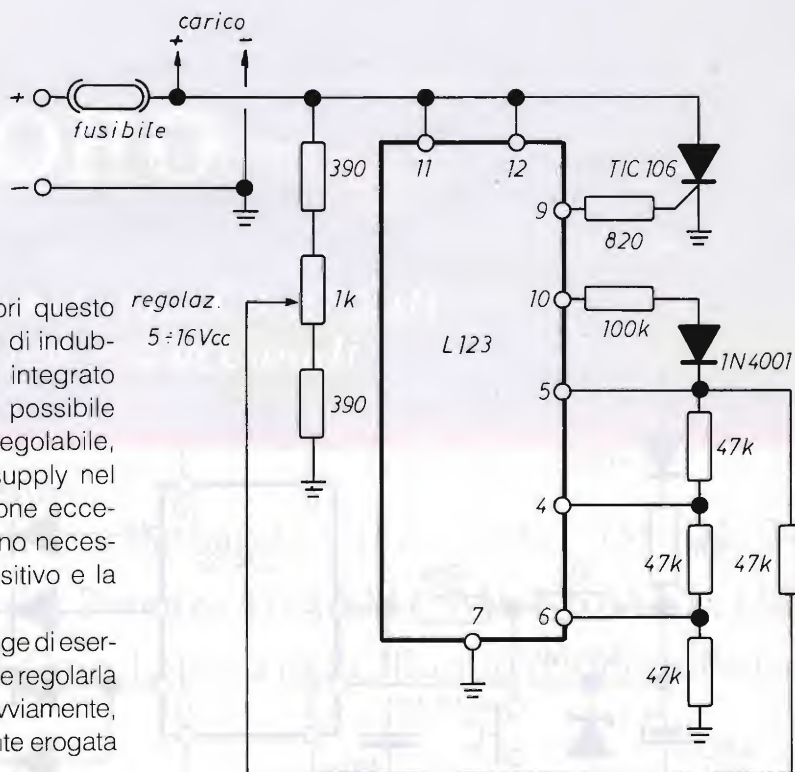 carico
+ -
+
fusibile
-
390
11
12
TIC 106
9
820
regolaz.
1k
5÷16Vcc
10
100k
L123
1N4001
390
5
47k
4
47k
47k
6
7
47k
ori questo
di indub-
integrato
possibile
egolabile,
supply nel
one ecce-
no neces-
sitivo e la
ge di eser-
e regolarla
vviamente,
nte erogata